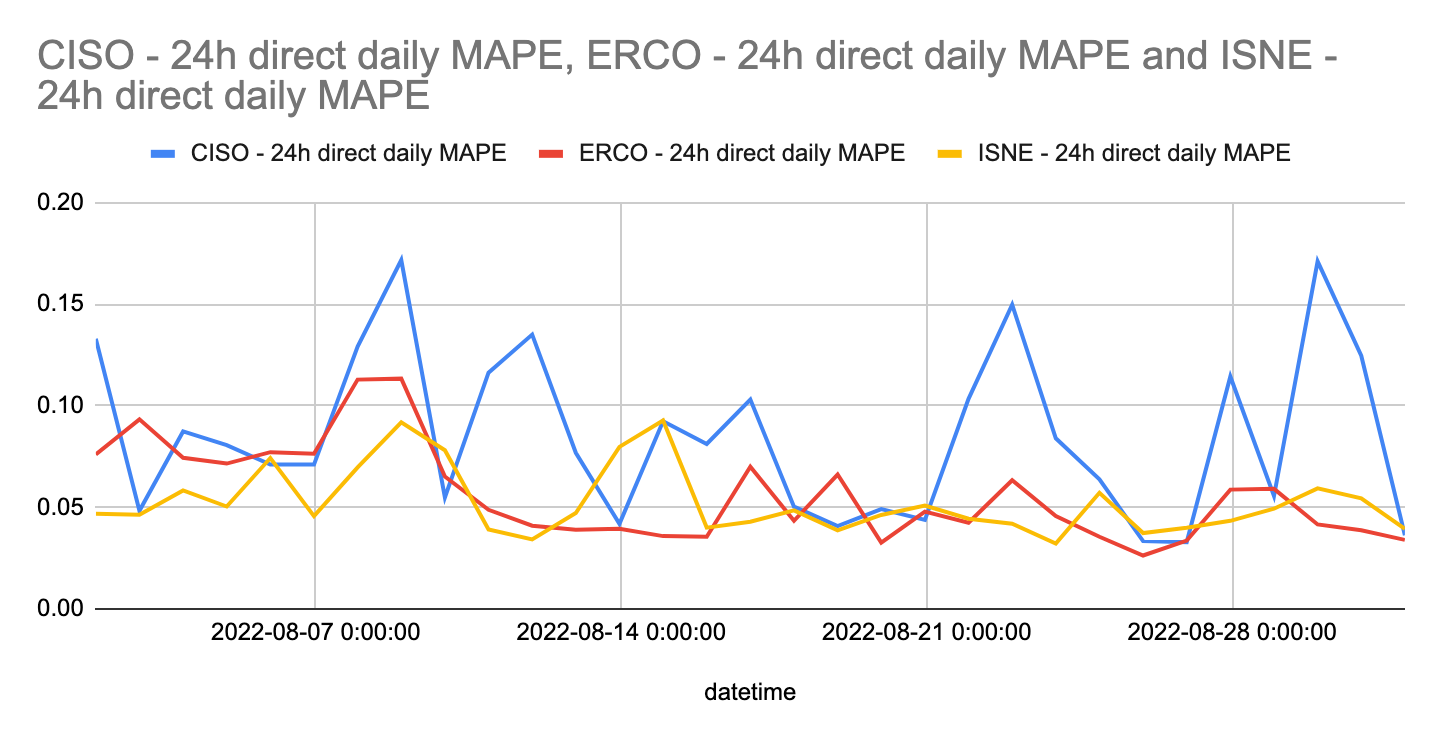 CISO - 24h direct daily MAPE, ERCO - 24h direct daily MAPE and ISNE -
24h direct daily MAPE
CISO - 24h direct daily MAPE ERCO - 24h direct daily MAPE ISNE - 24h direct daily MAPE
0.20
0.15
0.10
0.05
0.00
2022-08-07 0:00:00 2022-08-14 0:00:00 2022-08-21 0:00:00 2022-08-28 0:00:00
datetime